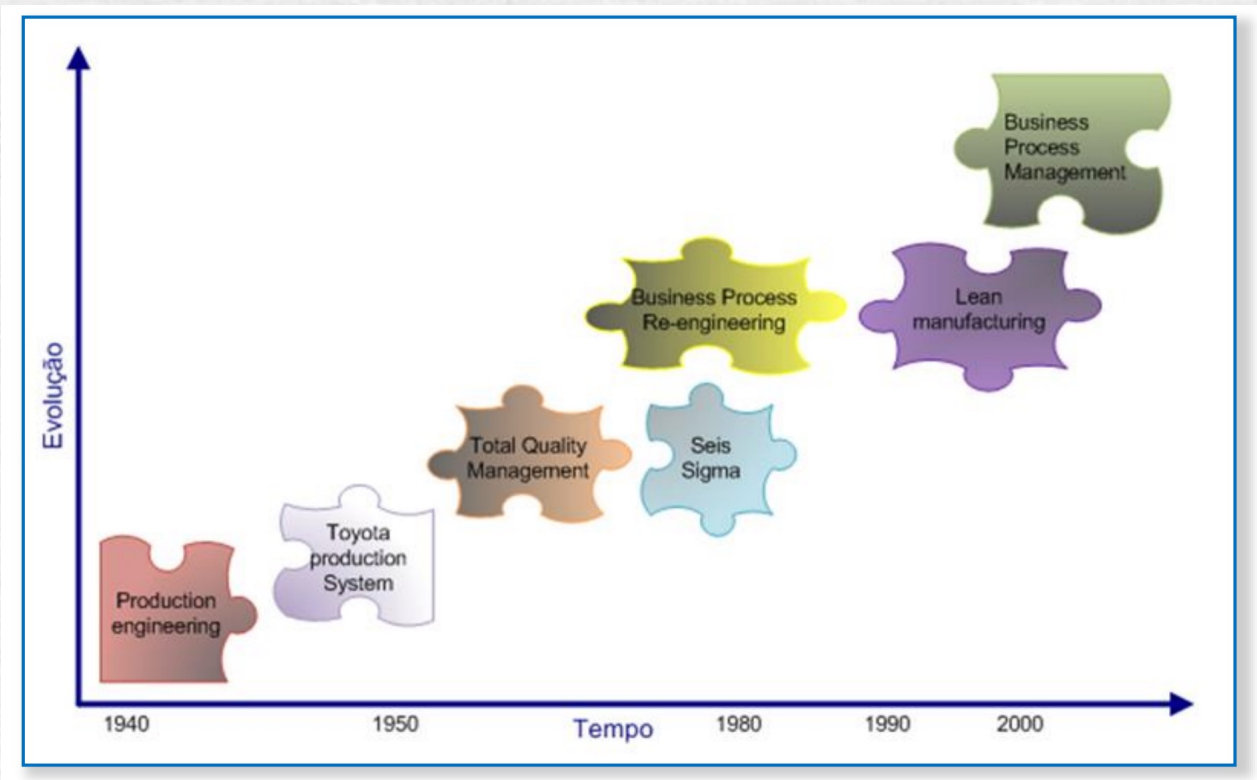 Business
Process
Management
Business Process
Re-engineering
Lean
manufacturing
Evolução
Total Quality
Management
Seis
Sigma
Toyota
production
System
Production
engineering
1940
1950
Tempo
1980
1990
2000